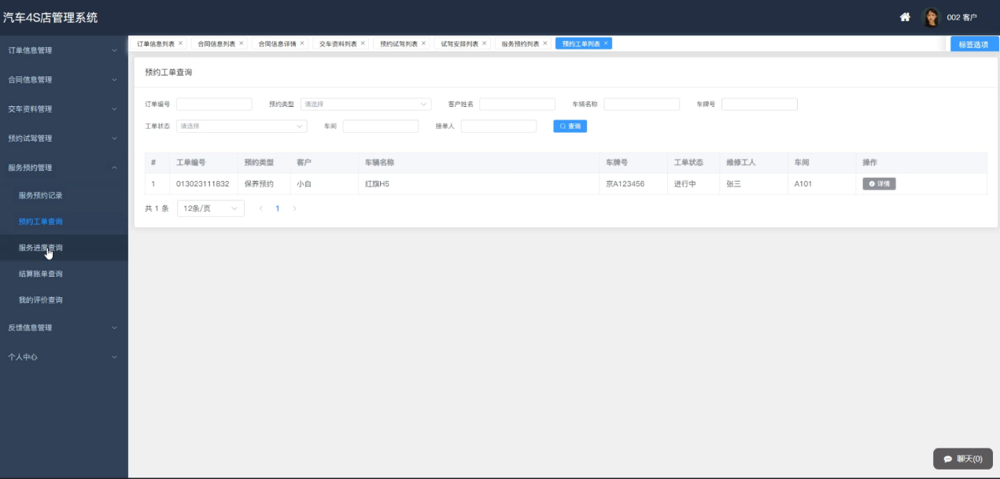 汽车4S店管理系统
002 客户
订单信息管理
合同信息管理
交车资料管理
预约试驾管理
服务预约管理
服务预约记录
预约工单查询
服务进度查询
结算账单查询
我的评价查询
反馈信息管理
个人中心
订单信息列表 × 合同信息列表 × 合同信息详情 × 交车资料列表 × 预约试驾列表 × 试驾安排列表 × 服务预约列表 × 预约工单列表 × 标签选项
预约工单查询
订单编号 预约类型 请选择 客户姓名 车辆名称 车牌号
工单状态 请选择 车间 接单人 查询
# 工单编号 预约类型 客户 车辆名称 车牌号 工单状态 维修工人 车间 操作
1 013023111832 保养预约 小白 红旗H5 京A123456 进行中 张三 A101 详情
共 1 条 12条/页 1
聊天(0)